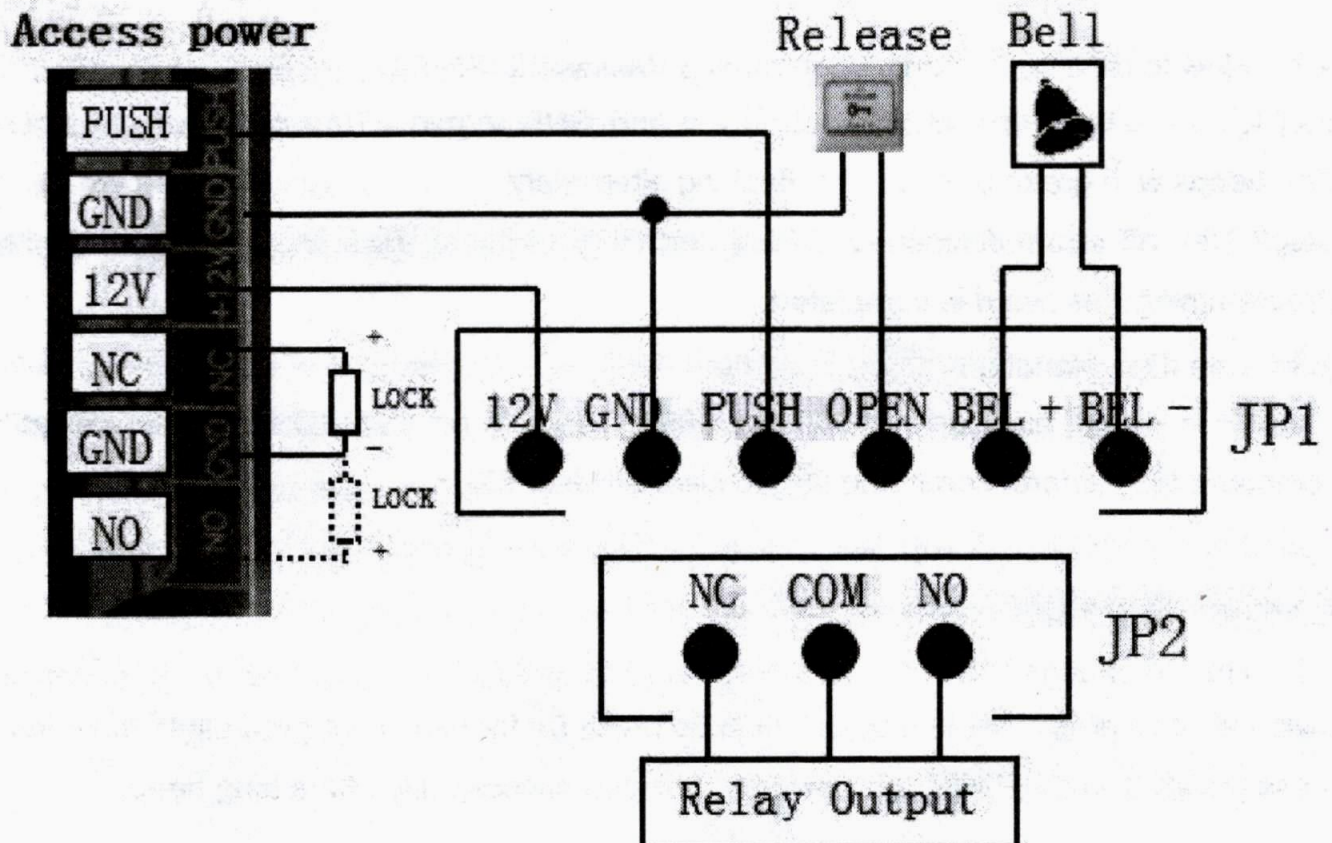 Access power
Release
Bell
PUSH PUSH
GND GND
12V +12V
NC NC
GND GND
NO NO
+
LOCK
-
LOCK
+
12V GND PUSH OPEN BEL + BEL -
JP1
NC COM NO
JP2
Relay Output